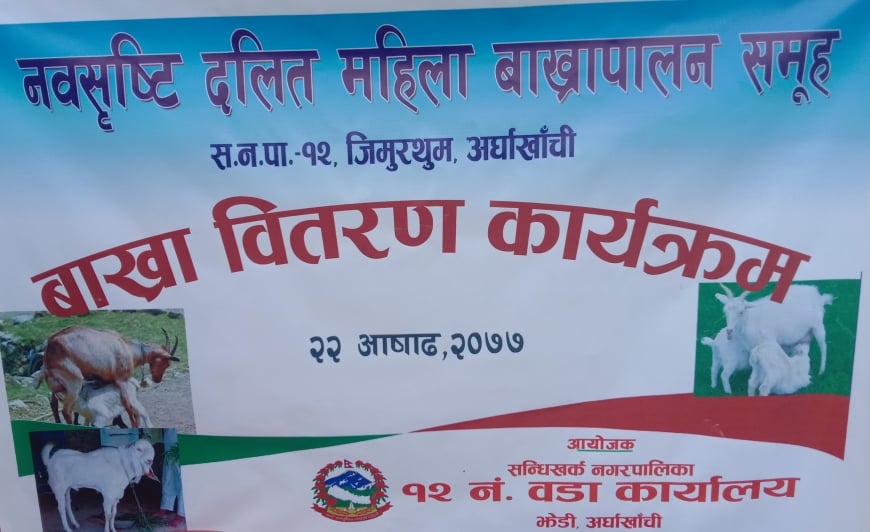 नवसृष्टि दलित महिला बाख्रापालन समूह
स.न.पा.-१२, जिमुरथुम, अर्घाखाँची
बाख्रा वितरण कार्यक्रम
२२ आषाढ,२०७७
आयोजक
सन्धिखर्क नगरपालिका
१२ नं. वडा कार्यालय
झेडी, अर्घाखाँची